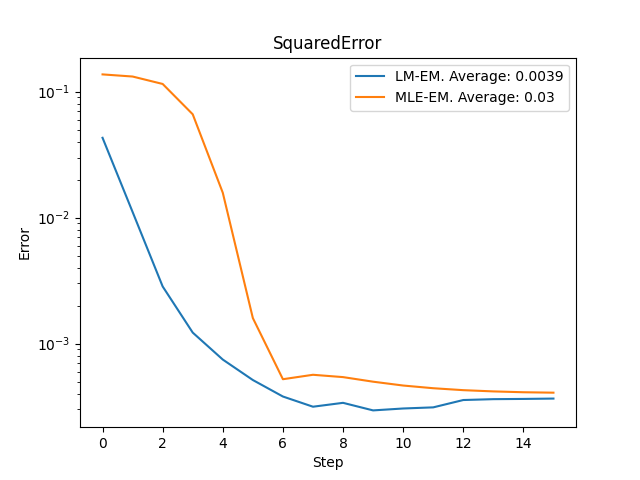 SquaredError
LM-EM. Average: 0.0039
MLE-EM. Average: 0.03
10⁻¹
10⁻²
10⁻³
Error
0 2 4 6 8 10 12 14
Step